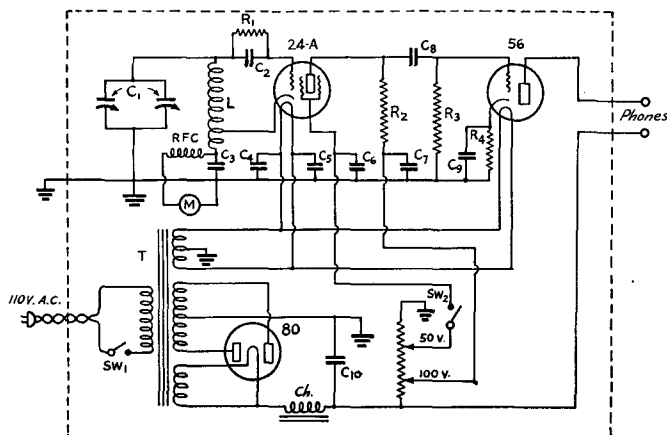 R1
24-A
C8
56
C2
C1
L
R2
R3
R4
Phones
RFC
C3
C4
C5
C6
C7
C9
M
T
110V. A.C.
SW1
80
C10
Ch.
SW2
50 V.
100 V.